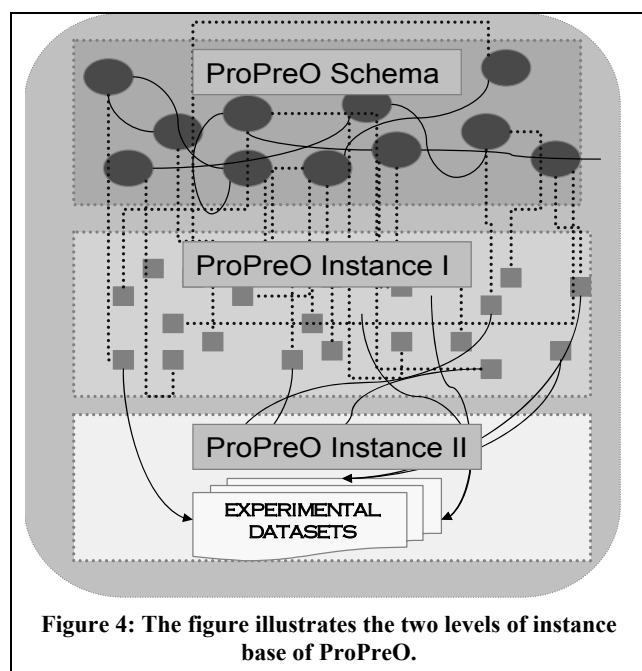 ProPreO Schema
ProPreO Instance I
ProPreO Instance II
EXPERIMENTAL
DATASETS
Figure 4: The figure illustrates the two levels of instance
base of ProPreO.